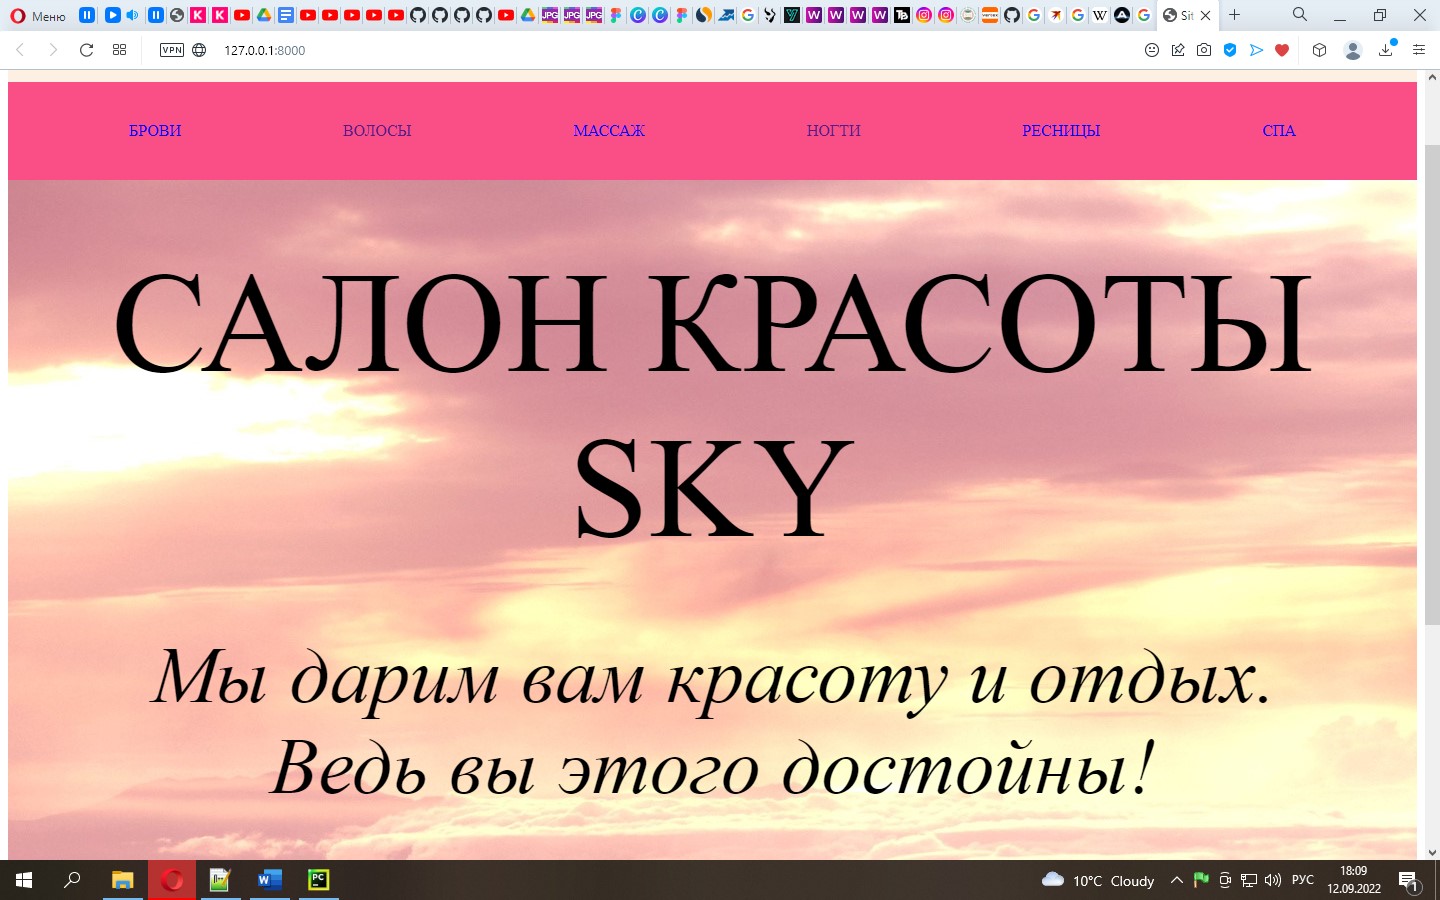 Меню
Sit
VPN
127.0.0.1:8000
БРОВИ ВОЛОСЫ МАССАЖ НОГТИ РЕСНИЦЫ СПА
САЛОН КРАСОТЫ
SKY
Мы дарим вам красоту и отдых.
Ведь вы этого достойны!
10°C Cloudy
РУС
18:09
12.09.2022
1